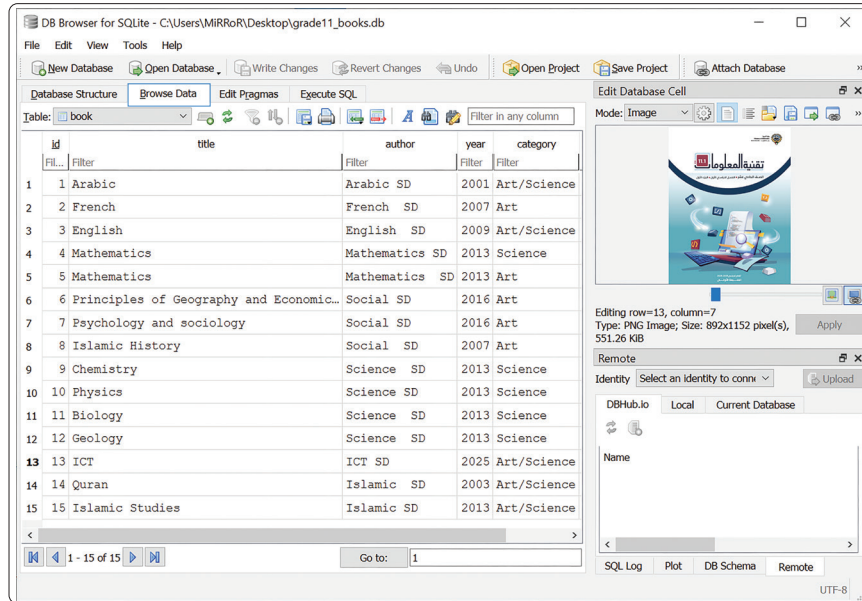 DB Browser for SQLite - C:\Users\MiRRoR\Desktop\grade11_books.db
File Edit View Tools Help
New Database Open Database Write Changes Revert Changes Undo Open Project Save Project Attach Database »
Database Structure Browse Data Edit Pragmas Execute SQL
Table: book Filter in any column
id title author year category
Fil... Filter Filter Filter Filter
1 1 Arabic Arabic SD 2001 Art/Science
2 2 French French SD 2007 Art
3 3 English English SD 2009 Art/Science
4 4 Mathematics Mathematics SD 2013 Science
5 5 Mathematics Mathematics SD 2013 Art
6 6 Principles of Geography and Economic... Social SD 2016 Art
7 7 Psychology and sociology Social SD 2016 Art
8 8 Islamic History Social SD 2007 Art
9 9 Chemistry Science SD 2013 Science
10 10 Physics Science SD 2013 Science
11 11 Biology Science SD 2013 Science
12 12 Geology Science SD 2013 Science
13 13 ICT ICT SD 2025 Art/Science
14 14 Quran Islamic SD 2003 Art/Science
15 15 Islamic Studies Islamic SD 2013 Art/Science
1 - 15 of 15 Go to: 1
Edit Database Cell
Mode: Image »
تقنية المعلومات
Editing row=13, column=7
Type: PNG Image; Size: 892x1152 pixel(s),
551.26 KiB
Apply
Remote
Identity Select an identity to conne Upload
DBHub.io Local Current Database
Name
SQL Log Plot DB Schema Remote
UTF-8